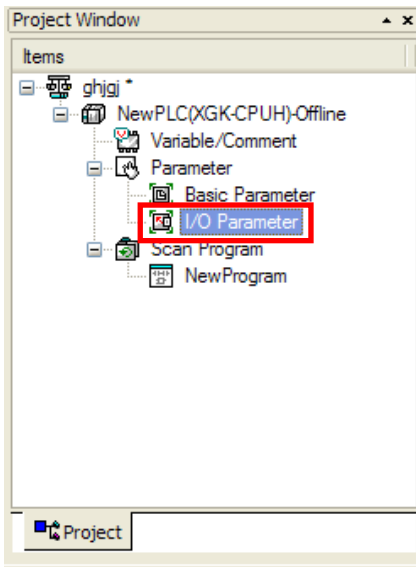 Project Window
Items
ghjgj *
NewPLC(XGK-CPUH)-Offline
Variable/Comment
Parameter
Basic Parameter
I/O Parameter
Scan Program
NewProgram
Project